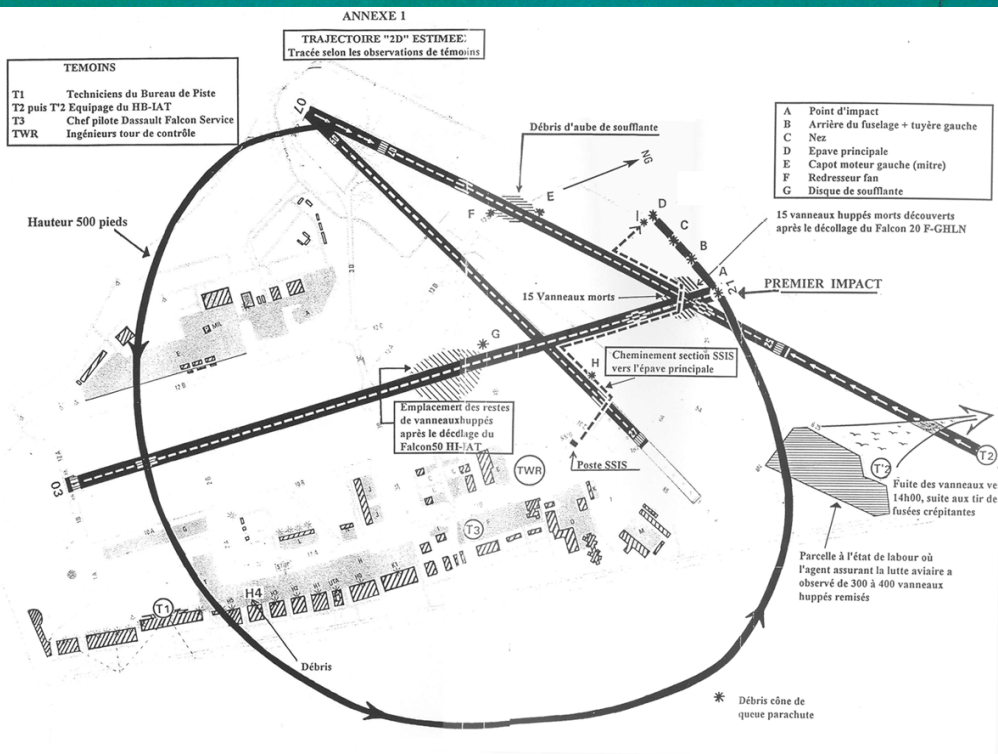 ANNEXE 1
TRAJECTOIRE "2D" ESTIMEE:
Tracée selon les observations de témoins
TEMOINS
T1 Techniciens du Bureau de Piste
T2 puis T'2 Equipage du HB-IAT
T3 Chef pilote Dassault Falcon Service
TWR Ingénieurs tour de contrôle
A Point d'impact
B Arrière du fuselage + tuyère gauche
C Nez
D Epave principale
E Capot moteur gauche (mitre)
F Redresseur fan
G Disque de soufflante
07
Débris d'aube de soufflante
NG
F
E
D
I
C
B
A
21
15 vanneaux huppés morts découverts
après le décollage du Falcon 20 F-GHLN
Hauteur 500 pieds
PREMIER IMPACT
15 Vanneaux morts
MIL
G
H
25
Cheminement section SSIS
vers l'épave principale
Emplacement des restes
de vanneauxhuppés
après le décollage du
Falcon50 HI-IAT
03
TWR
Poste SSIS
T3
T2
T'2
Fuite des vanneaux ve
14h00, suite aux tir de
fusées crépitantes
Parcelle à l'état de labour où
l'agent assurant la lutte aviaire a
observé de 300 à 400 vanneaux
huppés remisés
T1
H4
Débris
Débris cône de
queue parachute